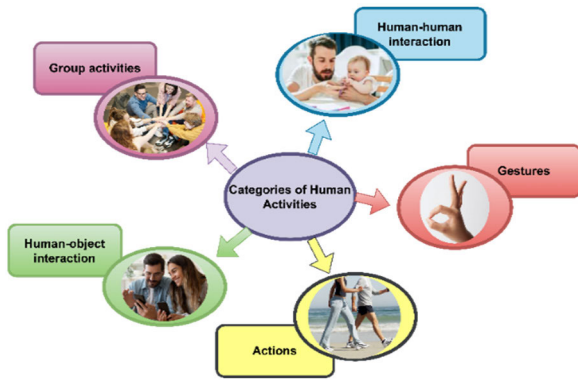 Human-human
interaction
Group activities
Categories of Human
Activities
Gestures
Human-object
interaction
Actions